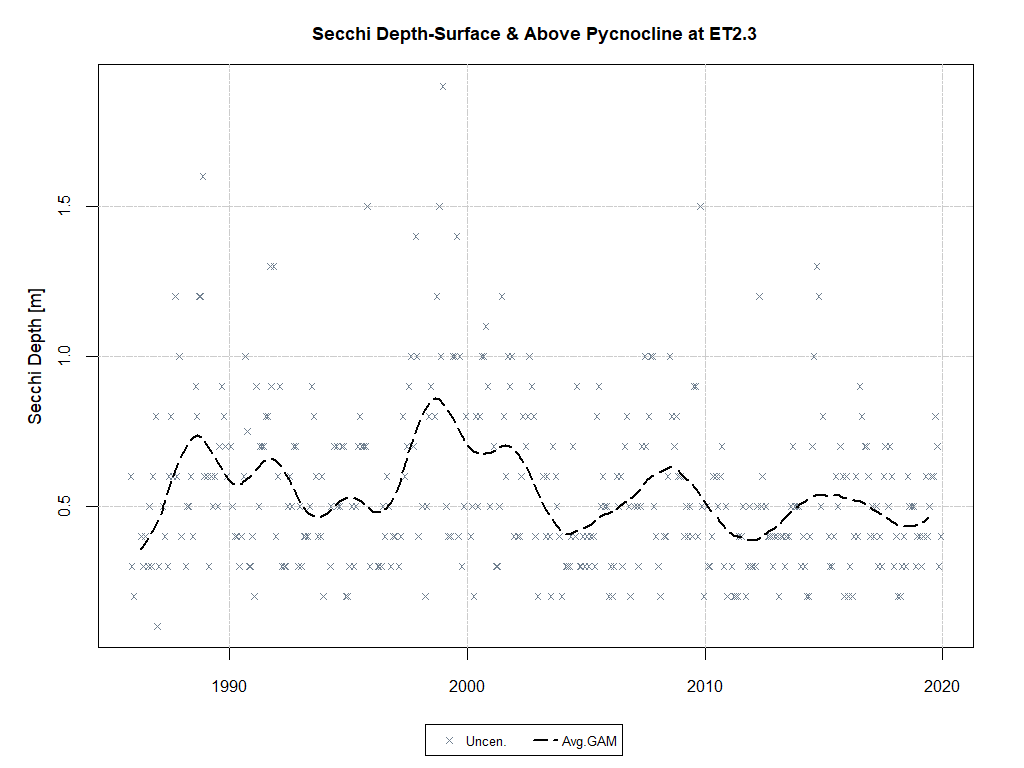 Secchi Depth-Surface & Above Pycnocline at ET2.3
Secchi Depth [m]
1.5
1.0
0.5
1990 2000 2010 2020
Uncen. Avg.GAM